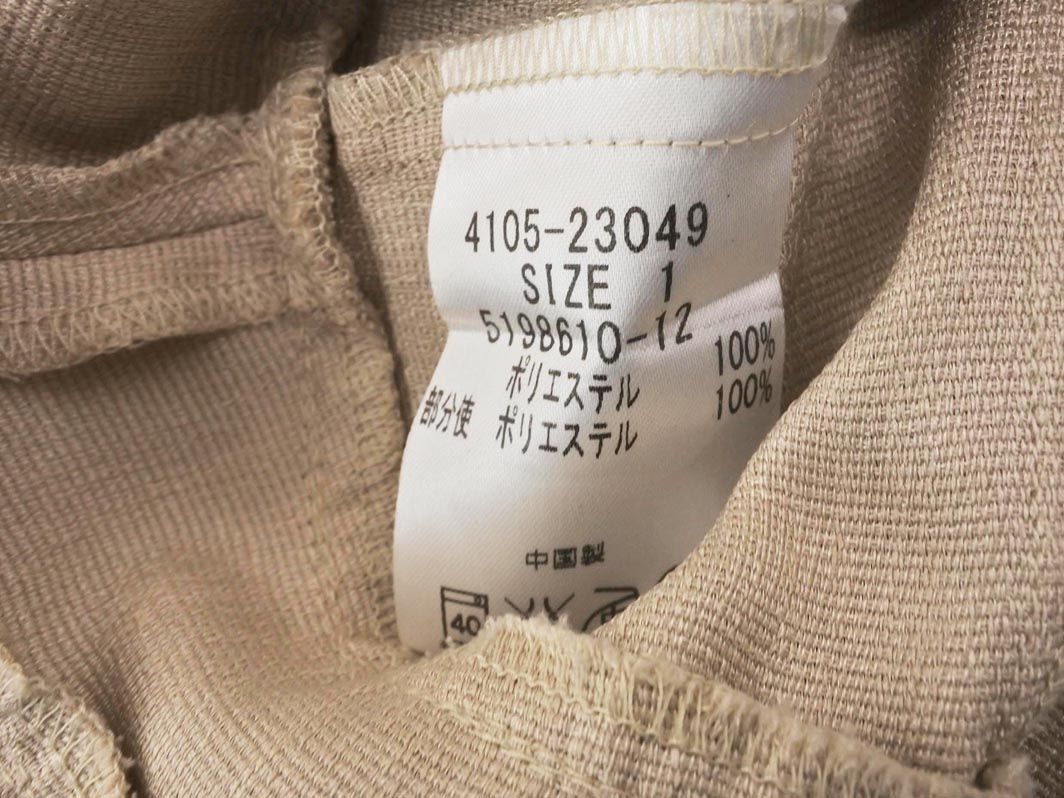 4105-23049
SIZE 1
5198610-12
ポリエステル 100%
部分使 ポリエステル 100%
中国製
40